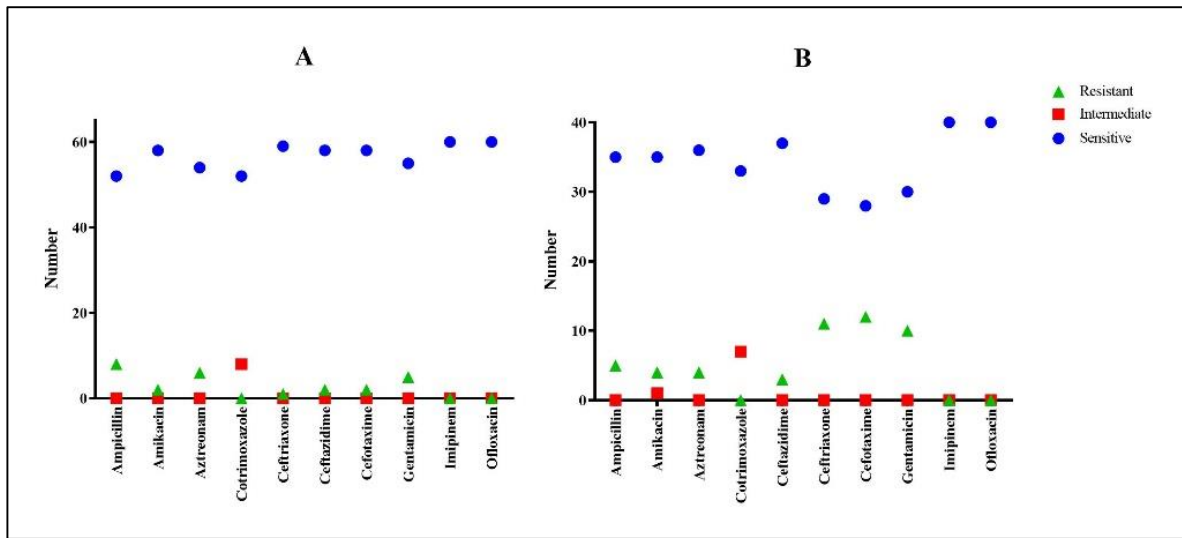 A
60
40
20
0
Number
Ampicillin
Amikacin
Aztreonam
Cotrimoxazole
Ceftriaxone
Ceftazidime
Cefotaxime
Gentamicin
Imipinem
Ofloxacin
B
40
30
20
10
0
Number
Ampicillin
Amikacin
Aztreonam
Cotrimoxazole
Ceftazidime
Ceftriaxone
Cefotaxime
Gentamicin
Imipinem
Ofloxacin
Resistant
Intermediate
Sensitive